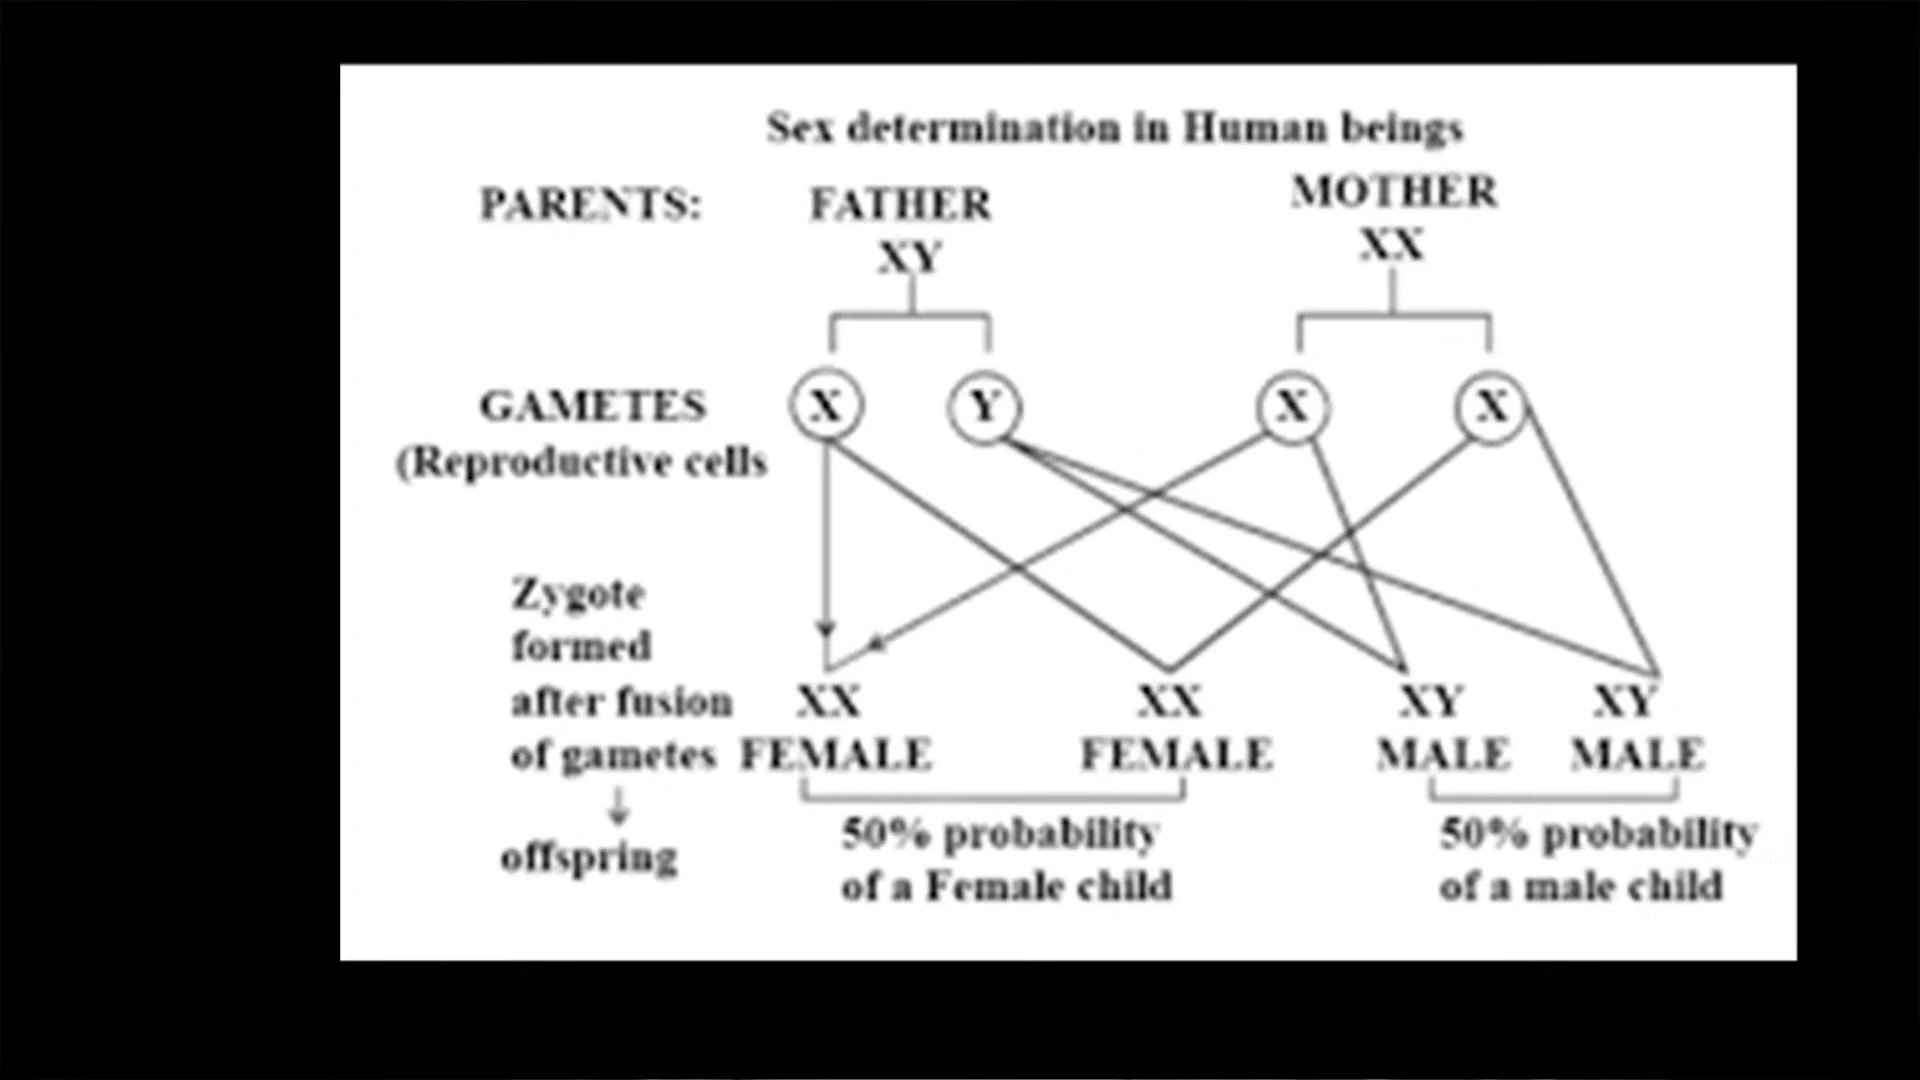 Sex determination in Human beings
PARENTS: FATHER MOTHER
XY XX
GAMETES X Y X X
(Reproductive cells
Zygote
formed
after fusion XX XX XY XY
of gametes FEMALE FEMALE MALE MALE
50% probability 50% probability
offspring
of a Female child of a male child